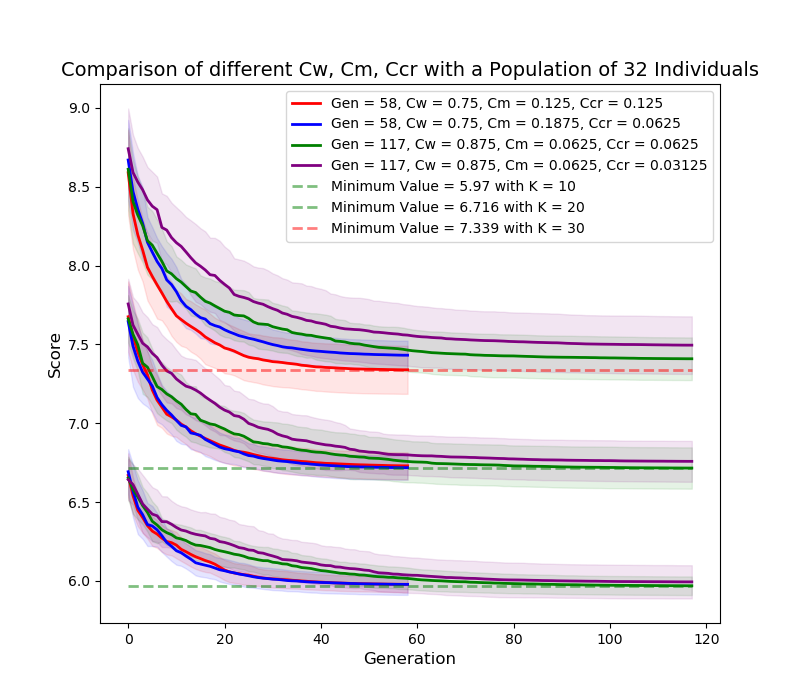 Comparison of different Cw, Cm, Ccr with a Population of 32 Individuals
Gen = 58, Cw = 0.75, Cm = 0.125, Ccr = 0.125
Gen = 58, Cw = 0.75, Cm = 0.1875, Ccr = 0.0625
Gen = 117, Cw = 0.875, Cm = 0.0625, Ccr = 0.0625
Gen = 117, Cw = 0.875, Cm = 0.0625, Ccr = 0.03125
Minimum Value = 5.97 with K = 10
Minimum Value = 6.716 with K = 20
Minimum Value = 7.339 with K = 30
Score
9.0
8.5
8.0
7.5
7.0
6.5
6.0
0 20 40 60 80 100 120
Generation